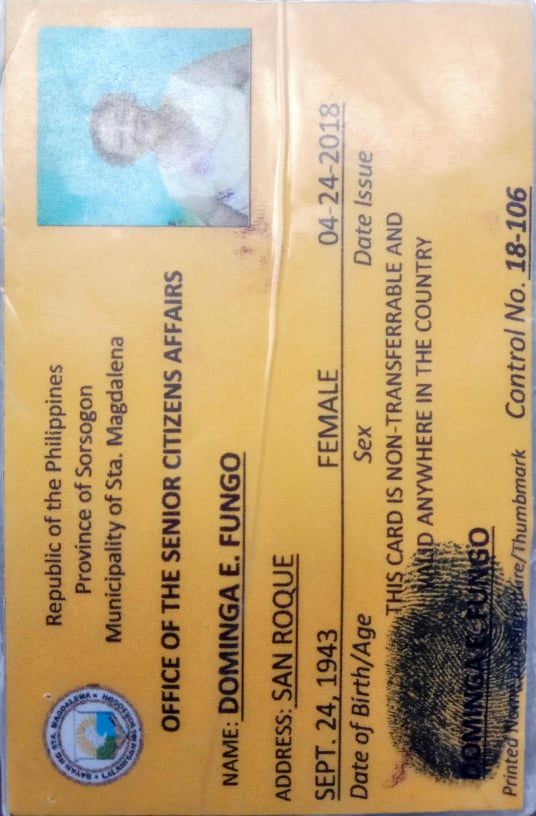 BAYAN NG STA. MAGDALENA
LALAWIGAN NG SORSOGON
Republic of the Philippines
Province of Sorsogon
Municipality of Sta. Magdalena
OFFICE OF THE SENIOR CITIZENS AFFAIRS
NAME: DOMINGA E. FUNGO
ADDRESS: SAN ROQUE
SEPT. 24, 1943 FEMALE 04-24-2018
Date of Birth/Age Sex Date Issue
THIS CARD IS NON-TRANSFERRABLE AND
VALID ANYWHERE IN THE COUNTRY
DOMINGA E. FUNGO
Printed Name and Signature/Thumbmark Control No. 18-106